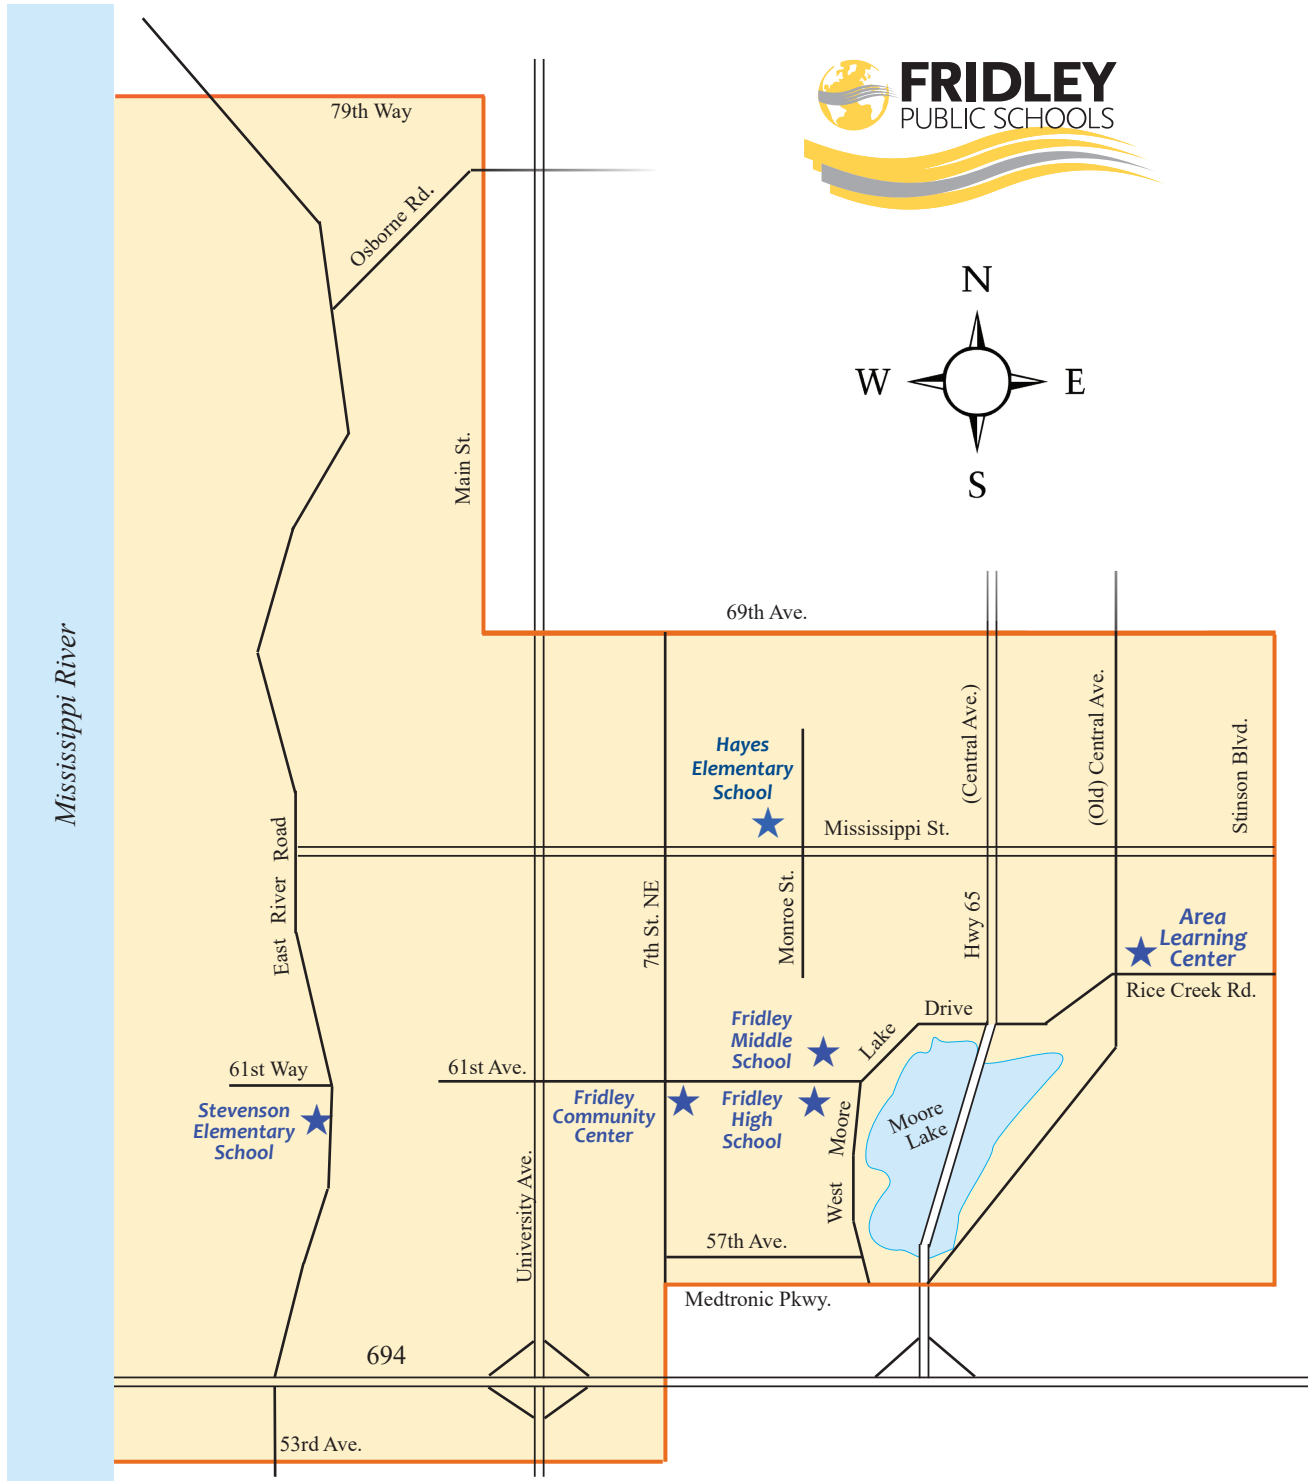 FRIDLEY
PUBLIC SCHOOLS
79th Way
Osborne Rd.
N
W
E
S
Main St.
69th Ave.
Mississippi River
(Central Ave.)
(Old) Central Ave.
Stinson Blvd.
Hayes
Elementary
School
Mississippi St.
East River Road
7th St. NE
Monroe St.
Hwy 65
Area
Learning
Center
Rice Creek Rd.
Fridley
Middle
School
West Moore Lake Drive
61st Way
61st Ave.
Stevenson
Elementary
School
Fridley
Community
Center
Fridley
High
School
Moore
Lake
University Ave.
57th Ave.
Medtronic Pkwy.
694
53rd Ave.